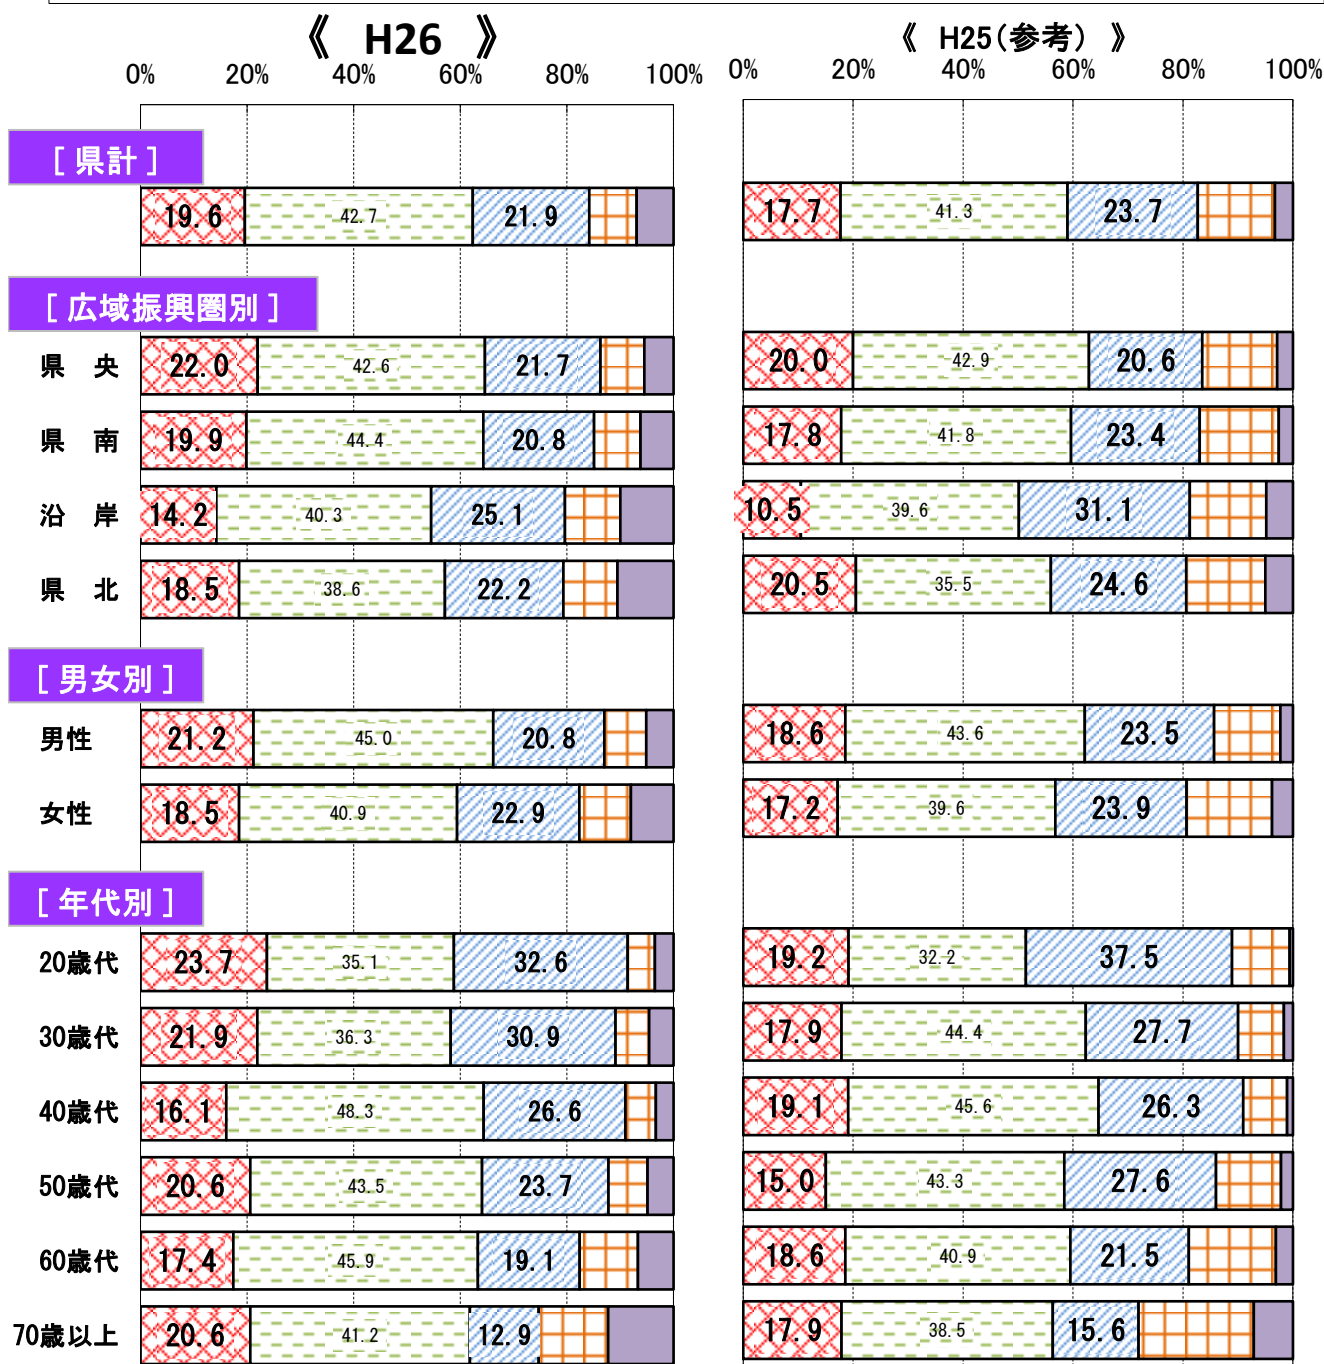 《 H26 》
《 H25(参考) 》
0% 20% 40% 60% 80% 100%
0% 20% 40% 60% 80% 100%
[ 県計 ]
19.6 42.7 21.9
17.7 41.3 23.7
[ 広域振興圏別 ]
県 央 22.0 42.6 21.7
20.0 42.9 20.6
県 南 19.9 44.4 20.8
17.8 41.8 23.4
沿 岸 14.2 40.3 25.1
10.5 39.6 31.1
県 北 18.5 38.6 22.2
20.5 35.5 24.6
[ 男女別 ]
男性 21.2 45.0 20.8
18.6 43.6 23.5
女性 18.5 40.9 22.9
17.2 39.6 23.9
[ 年代別 ]
20歳代 23.7 35.1 32.6
19.2 32.2 37.5
30歳代 21.9 36.3 30.9
17.9 44.4 27.7
40歳代 16.1 48.3 26.6
19.1 45.6 26.3
50歳代 20.6 43.5 23.7
15.0 43.3 27.6
60歳代 17.4 45.9 19.1
18.6 40.9 21.5
70歳以上 20.6 41.2 12.9
17.9 38.5 15.6